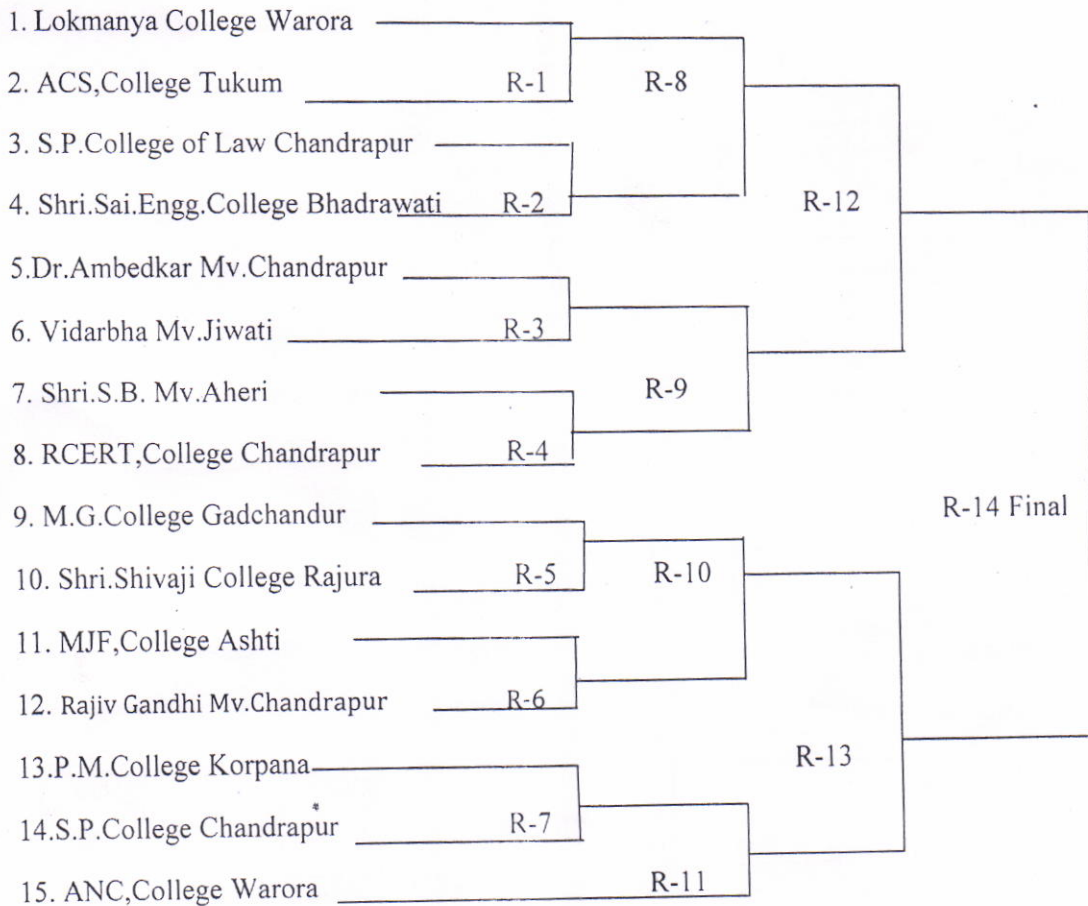 1. Lokmanya College Warora
2. ACS,College Tukum R-1 R-8
3. S.P.College of Law Chandrapur
4. Shri.Sai.Engg.College Bhadrawati R-2 R-12
5.Dr.Ambedkar Mv.Chandrapur
6. Vidarbha Mv.Jiwati R-3
7. Shri.S.B. Mv.Aheri R-9
8. RCERT,College Chandrapur R-4
9. M.G.College Gadchandur R-14 Final
10. Shri.Shivaji College Rajura R-5 R-10
11. MJF,College Ashti
12. Rajiv Gandhi Mv.Chandrapur R-6
13.P.M.College Korpana R-13
14.S.P.College Chandrapur R-7
15. ANC,College Warora R-11